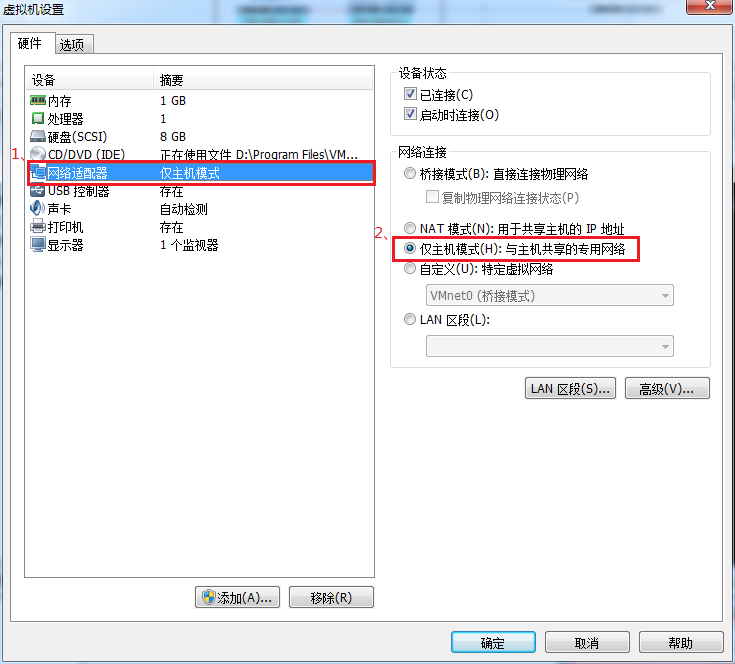 虚拟机设置
硬件 选项
设备 摘要
内存 1 GB
处理器 1
硬盘(SCSI) 8 GB
1、
CD/DVD (IDE) 正在使用文件 D:\Program Files\VM...
网络适配器 仅主机模式
USB 控制器 存在
声卡 自动检测
打印机 存在
显示器 1 个监视器
添加(A)... 移除(R)
设备状态
已连接(C)
启动时连接(O)
网络连接
桥接模式(B): 直接连接物理网络
复制物理网络连接状态(P)
NAT 模式(N): 用于共享主机的 IP 地址
2、
仅主机模式(H): 与主机共享的专用网络
自定义(U): 特定虚拟网络
VMnet0 (桥接模式)
LAN 区段(L):
LAN 区段(S)... 高级(V)...
确定 取消 帮助